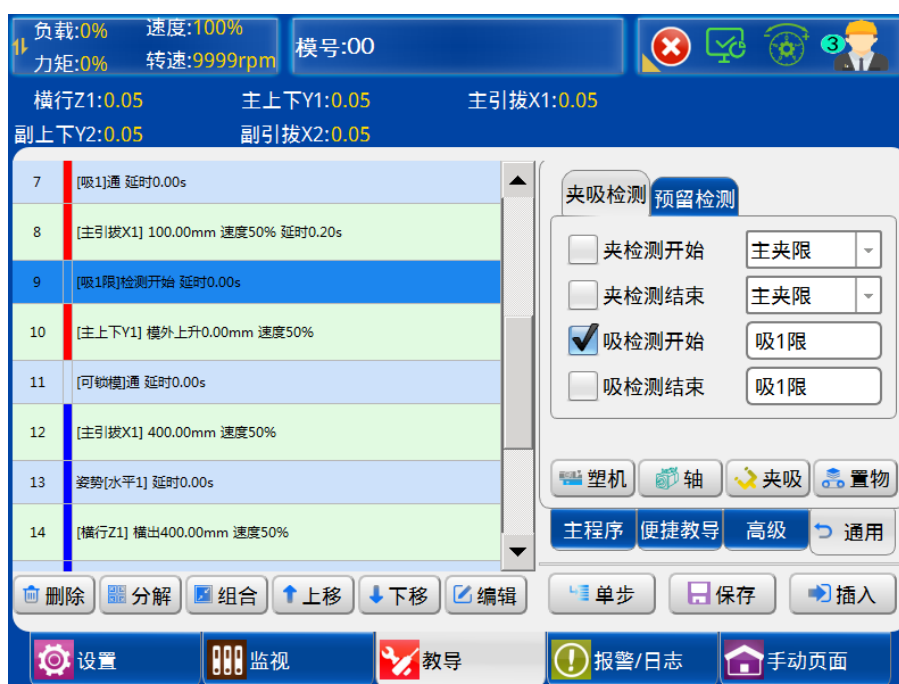 负载:0% 速度:100% 模号:00 3
力矩:0% 转速:9999rpm
横行Z1:0.05 主上下Y1:0.05 主引拔X1:0.05
副上下Y2:0.05 副引拔X2:0.05
7 [吸1]通 延时0.00s
8 [主引拔X1] 100.00mm 速度50% 延时0.20s
9 [吸1限]检测开始 延时0.00s
10 [主上下Y1] 模外上升0.00mm 速度50%
11 [可锁模]通 延时0.00s
12 [主引拔X1] 400.00mm 速度50%
13 姿势[水平1] 延时0.00s
14 [横行Z1] 横出400.00mm 速度50%
夹吸检测 预留检测
夹检测开始 主夹限
夹检测结束 主夹限
吸检测开始 吸1限
吸检测结束 吸1限
塑机 轴 夹吸 置物
主程序 便捷教导 高级 通用
删除 分解 组合 上移 下移 编辑 单步 保存 插入
设置 监视 教导 报警/日志 手动页面